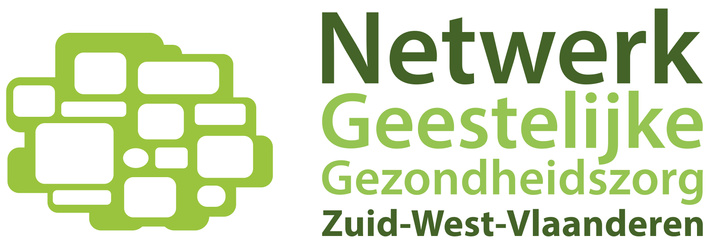 Netwerk
Geestelijke
Gezondheidszorg
Zuid-West-Vlaanderen